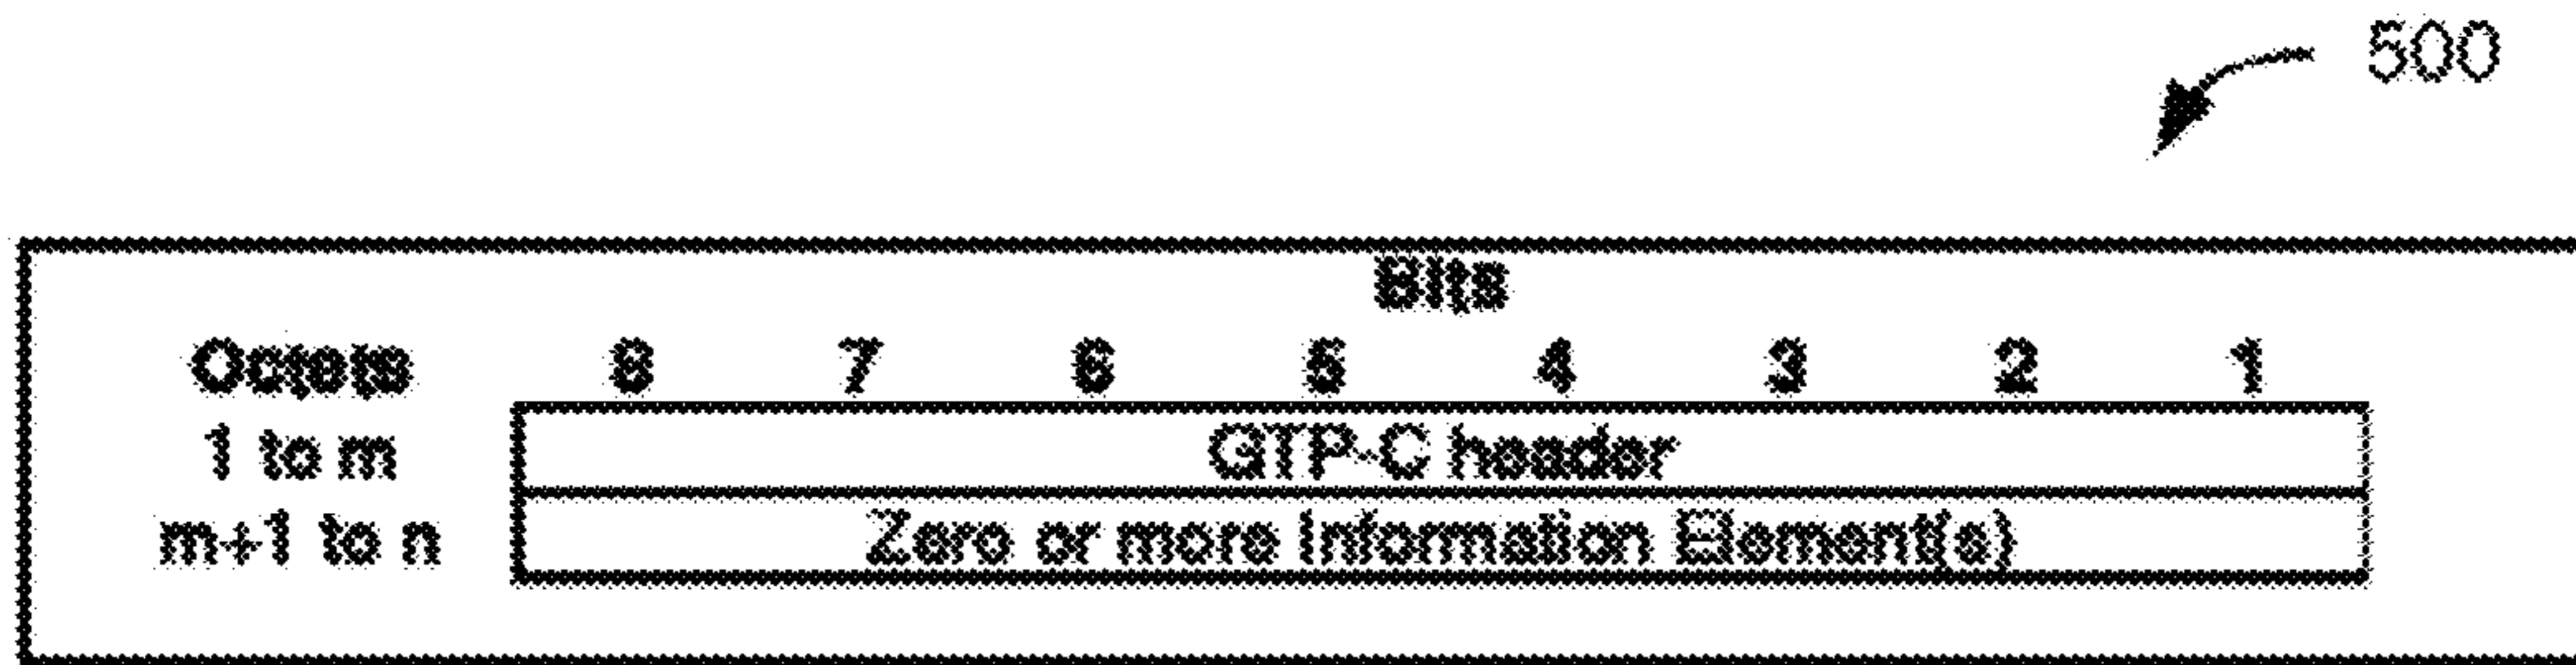 500
Bits
Octets 8 7 6 5 4 3 2 1
1 to m GTP-C header
m+1 to n Zero or more Information Element(s)